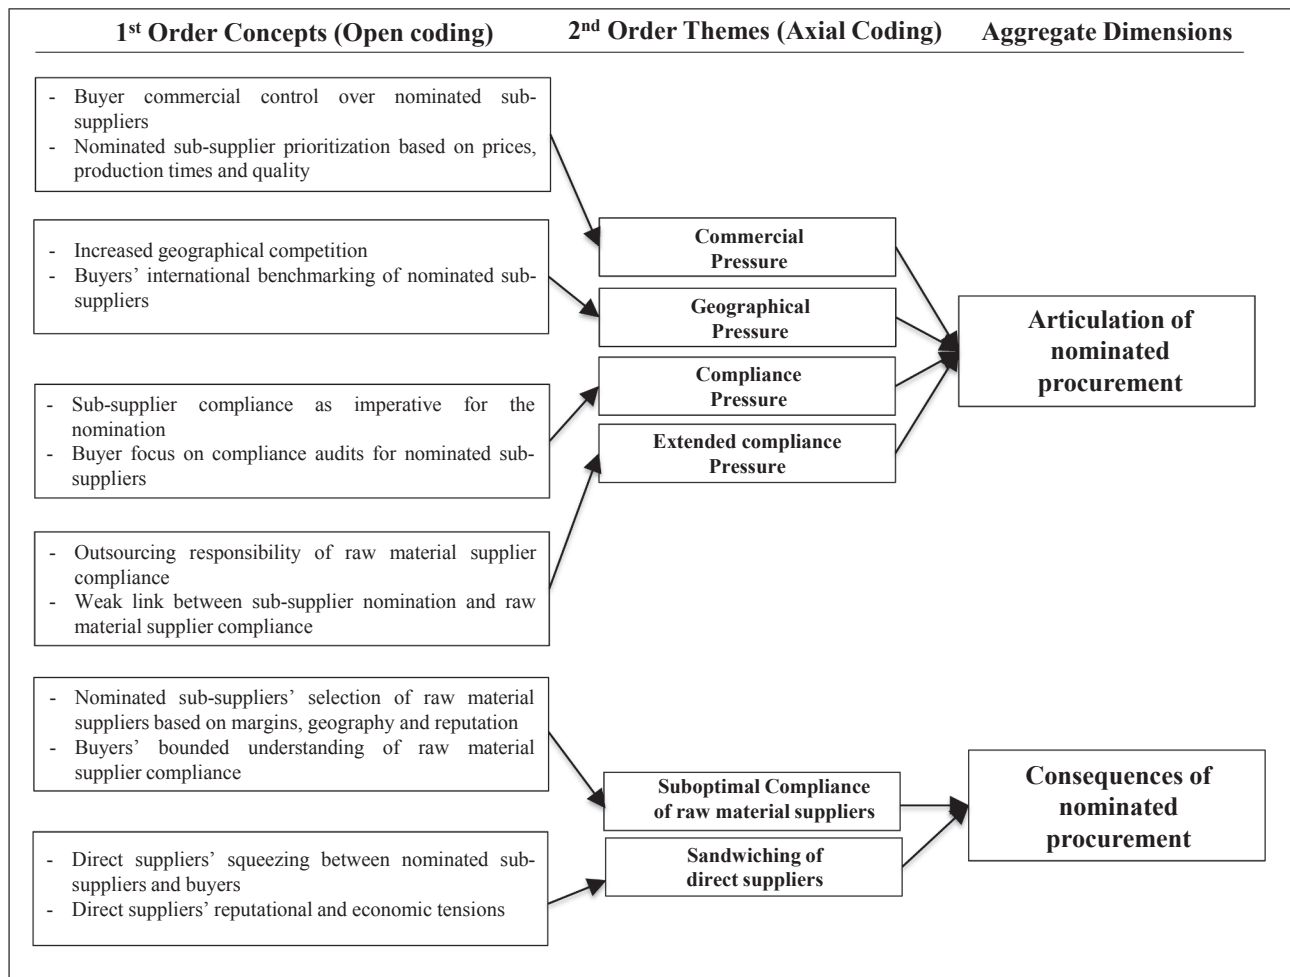 1st Order Concepts (Open coding)
2nd Order Themes (Axial Coding)
Aggregate Dimensions
- Buyer commercial control over nominated sub-
suppliers
- Nominated sub-supplier prioritization based on prices,
production times and quality
- Increased geographical competition
- Buyers’ international benchmarking of nominated sub-
suppliers
- Sub-supplier compliance as imperative for the
nomination
- Buyer focus on compliance audits for nominated sub-
suppliers
- Outsourcing responsibility of raw material supplier
compliance
- Weak link between sub-supplier nomination and raw
material supplier compliance
- Nominated sub-suppliers’ selection of raw material
suppliers based on margins, geography and reputation
- Buyers’ bounded understanding of raw material
supplier compliance
- Direct suppliers’ squeezing between nominated sub-
suppliers and buyers
- Direct suppliers’ reputational and economic tensions
Commercial
Pressure
Geographical
Pressure
Compliance
Pressure
Extended compliance
Pressure
Suboptimal Compliance
of raw material suppliers
Sandwiching of
direct suppliers
Articulation of
nominated
procurement
Consequences of
nominated
procurement